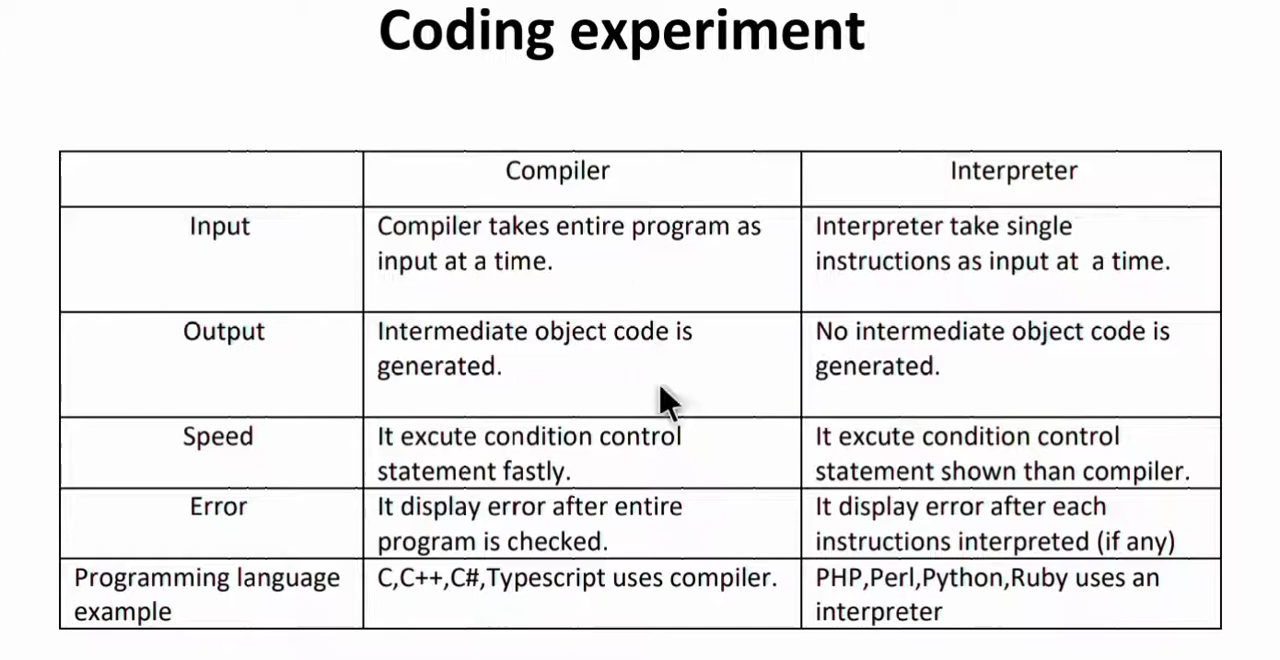 Coding experiment
Compiler
Interpreter
Input
Compiler takes entire program as
input at a time.
Interpreter take single
instructions as input at  a time.
Output
Intermediate object code is
generated.
No intermediate object code is
generated.
Speed
It excute condition control
statement fastly.
It excute condition control
statement shown than compiler.
Error
It display error after entire
program is checked.
It display error after each
instructions interpreted (if any)
Programming language
example
C,C++,C#,Typescript uses compiler.
PHP,Perl,Python,Ruby uses an
interpreter